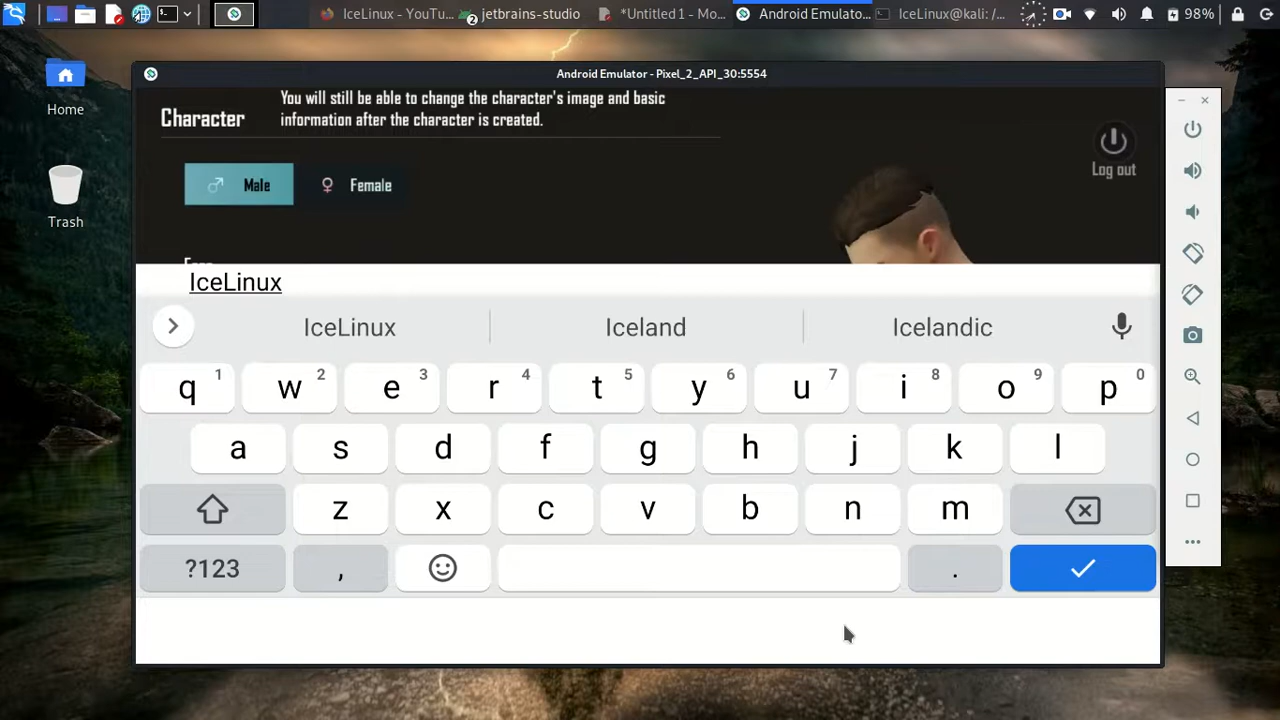 IceLinux - YouTu... 2 jetbrains-studio *Untitled 1 - Mo... Android Emulato... IceLinux@kali: /... 98%
Home
Trash
Android Emulator - Pixel_2_API_30:5554
Character
You will still be able to change the character's image and basic
information after the character is created.
Log out
Male Female
IceLinux
IceLinux Iceland Icelandic
q 1 w 2 e 3 r 4 t 5 y 6 u 7 i 8 o 9 p 0
a s d f g h j k l
z x c v b n m
?123 , .